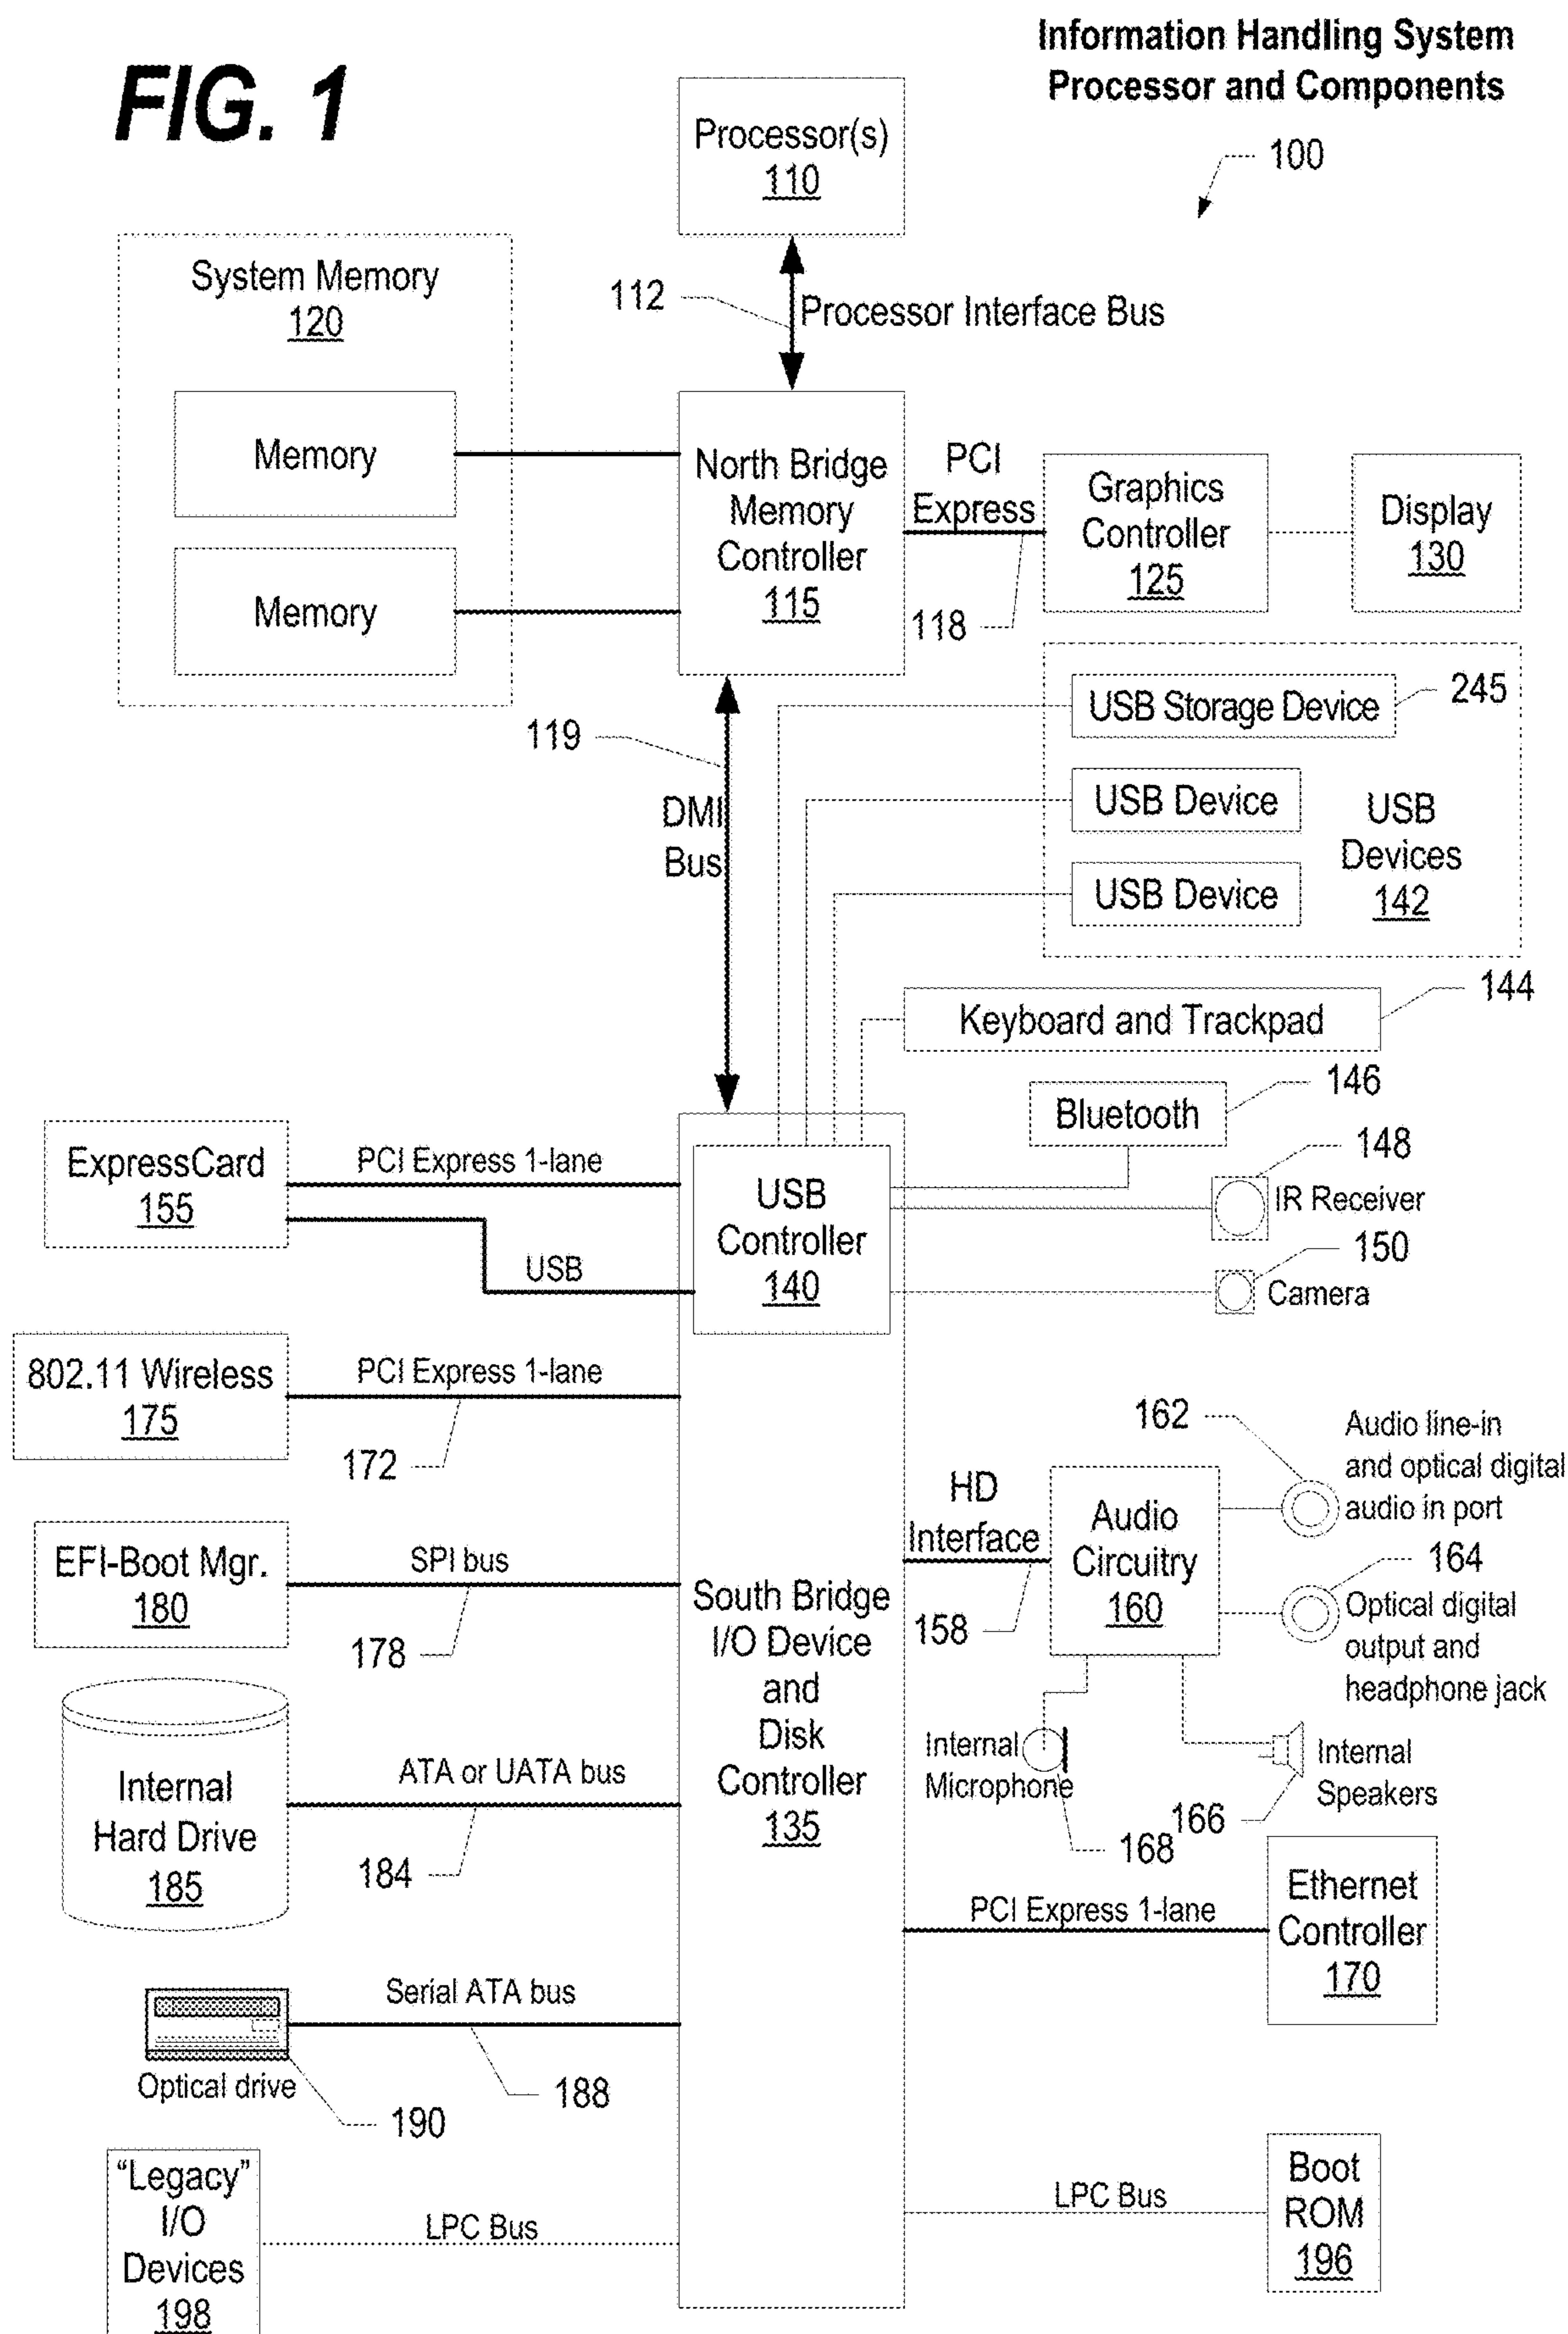 Information Handling System
Processor and Components
FIG. 1
100
Processor(s)
110
System Memory
120
112
Processor Interface Bus
Memory
Memory
North Bridge
Memory
Controller
115
PCI
Express
118
Graphics
Controller
125
Display
130
119
DMI
Bus
USB Storage Device
245
USB Device
USB Device
USB
Devices
142
144
Keyboard and Trackpad
146
Bluetooth
148
IR Receiver
150
Camera
ExpressCard
155
PCI Express 1-lane
USB
USB
Controller
140
802.11 Wireless
175
PCI Express 1-lane
172
162
Audio line-in
and optical digital
audio in port
HD
Interface
158
Audio
Circuitry
160
164
Optical digital
output and
headphone jack
EFI-Boot Mgr.
180
SPI bus
178
South Bridge
I/O Device
and
Disk
Controller
135
Internal
Microphone
168
166
Internal
Speakers
Internal
Hard Drive
185
ATA or UATA bus
184
PCI Express 1-lane
Ethernet
Controller
170
Serial ATA bus
188
Optical drive
190
“Legacy”
I/O
Devices
198
LPC Bus
LPC Bus
Boot
ROM
196